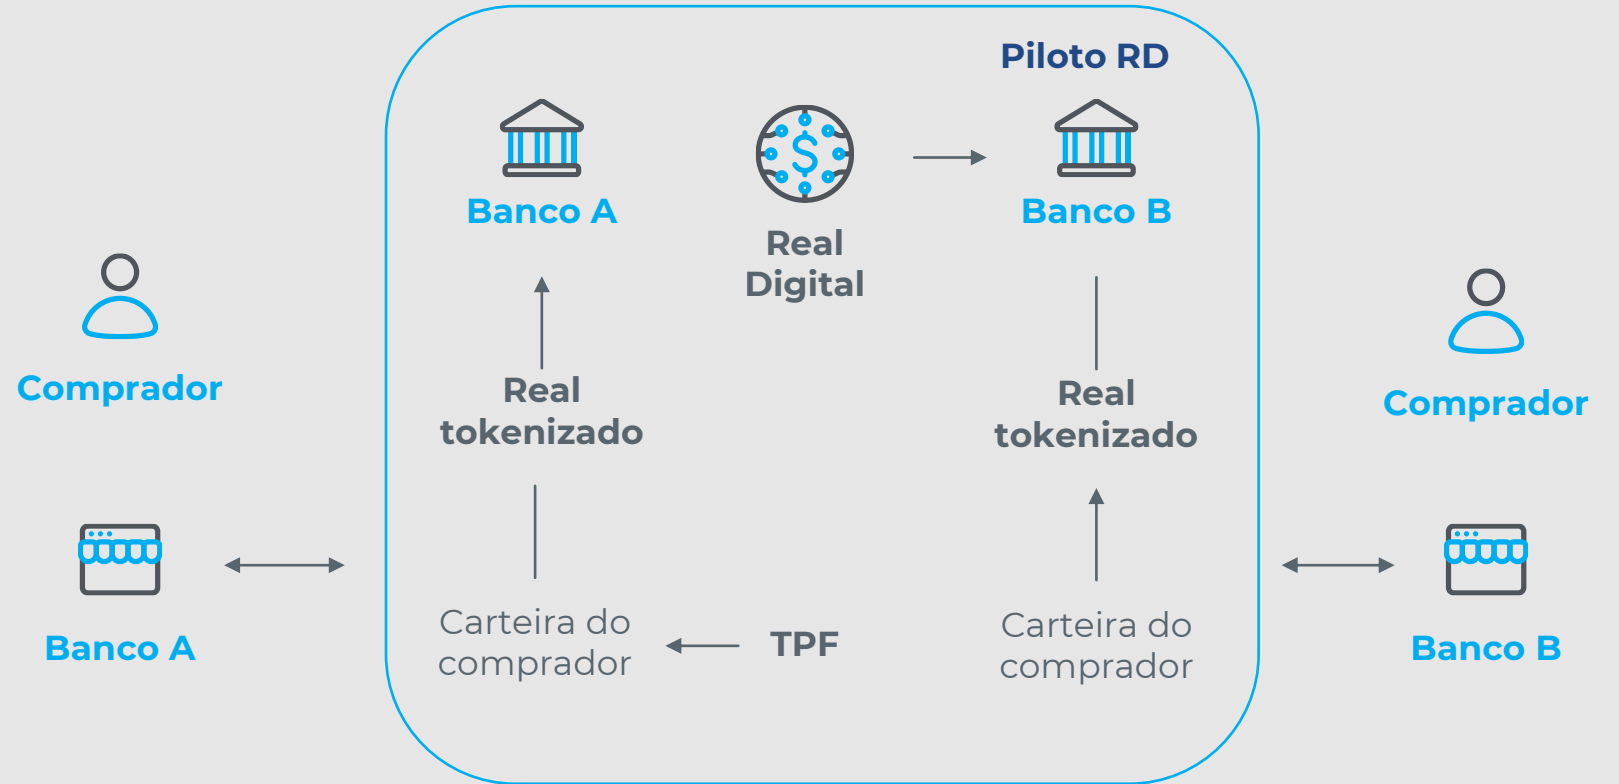 Piloto RD
Banco A
Banco B
Real
Digital
Comprador
Real
tokenizado
Real
tokenizado
Comprador
Banco A
Carteira do
comprador
TPF
Carteira do
comprador
Banco B